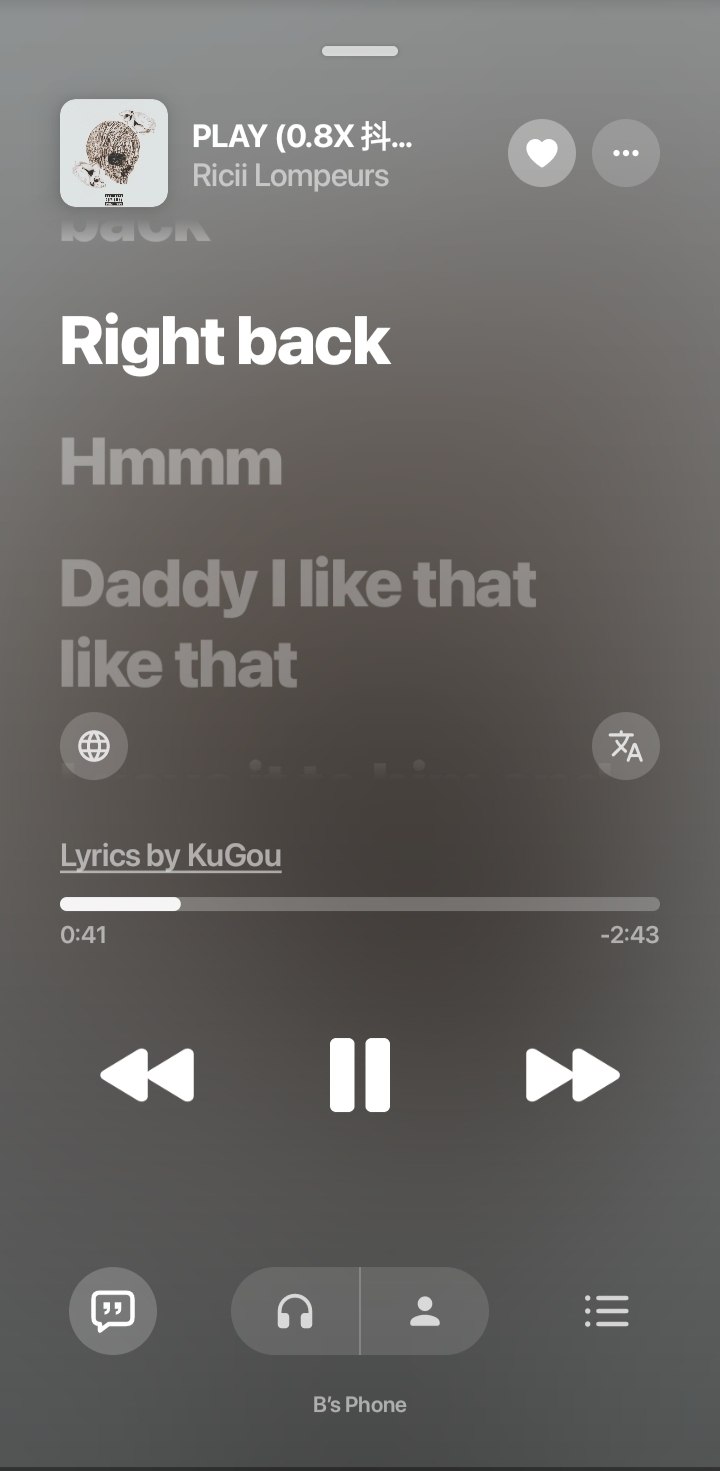 PLAY (0.8X 抖...
Ricii Lompeurs
back
Right back
Hmmm
Daddy I like that
like that
Lyrics by KuGou
0:41
-2:43
B's Phone